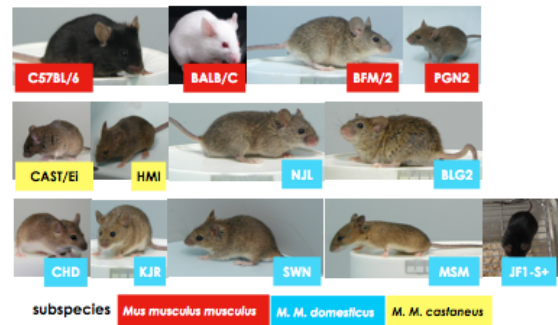 C57BL/6 BALB/C BFM/2 PGN2
CAST/Ei HMI NJL BLG2
CHD KJR SWN MSM JF1-S+
subspecies Mus musculus musculus M. M. domesticus M. M. castaneus